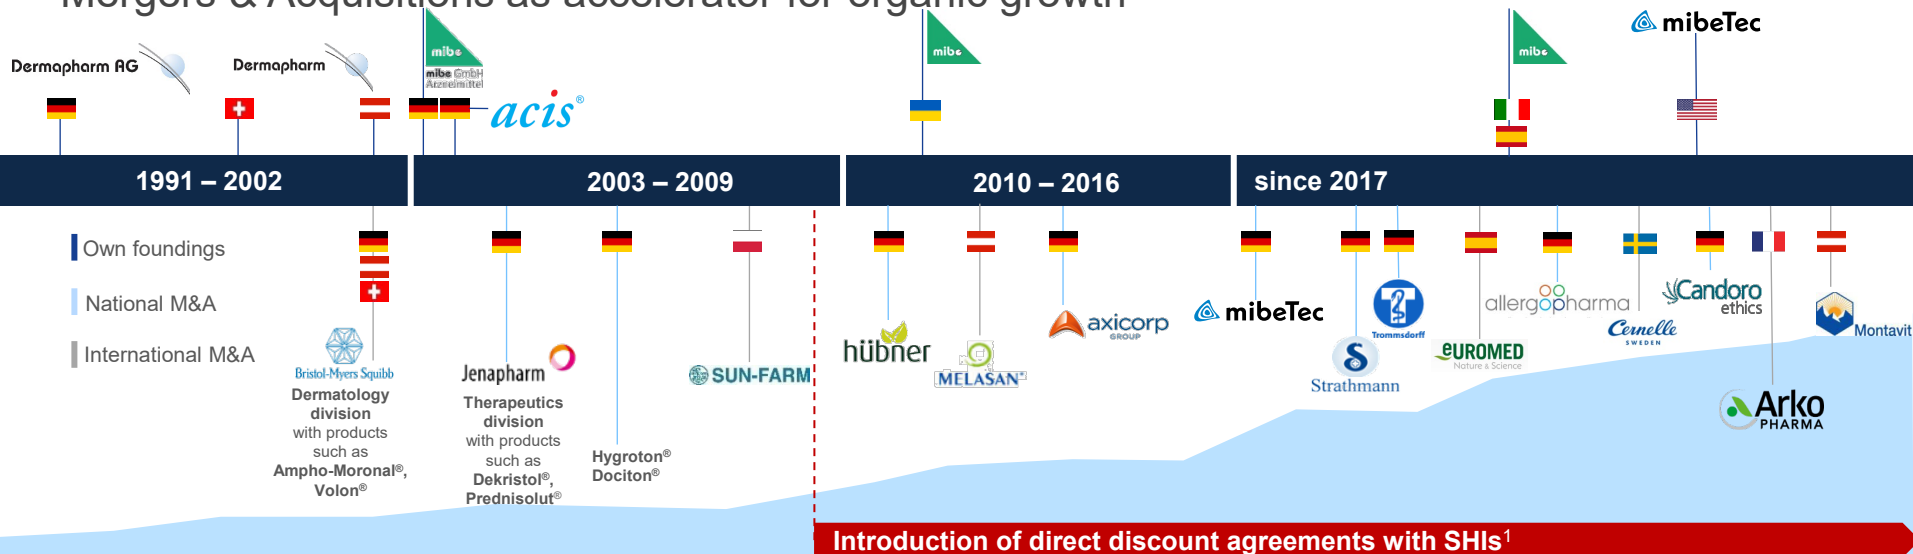 Mergers & Acquisitions as accelerator for organic growth
Dermapharm AG
Dermapharm
mibe
mibe GmbH
Arzneimittel
acis®
mibe
mibe
mibeTec
1991 – 2002
2003 – 2009
2010 – 2016
since 2017
Own foundings
National M&A
International M&A
Bristol-Myers Squibb
Dermatology
division
with products
such as
Ampho-Moronal®,
Volon®
Jenapharm
Therapeutics
division
with products
such as
Dekristol®,
Prednisolut®
Hygroton®
Dociton®
SUN-FARM
hübner
MELASAN®
axicorp
GROUP
mibeTec
Strathmann
Trommsdorff
euROMED
Nature & Science
allergopharma
Cernelle
SWEDEN
Candoro
ethics
Arko
PHARMA
Montavit
Introduction of direct discount agreements with SHIs¹